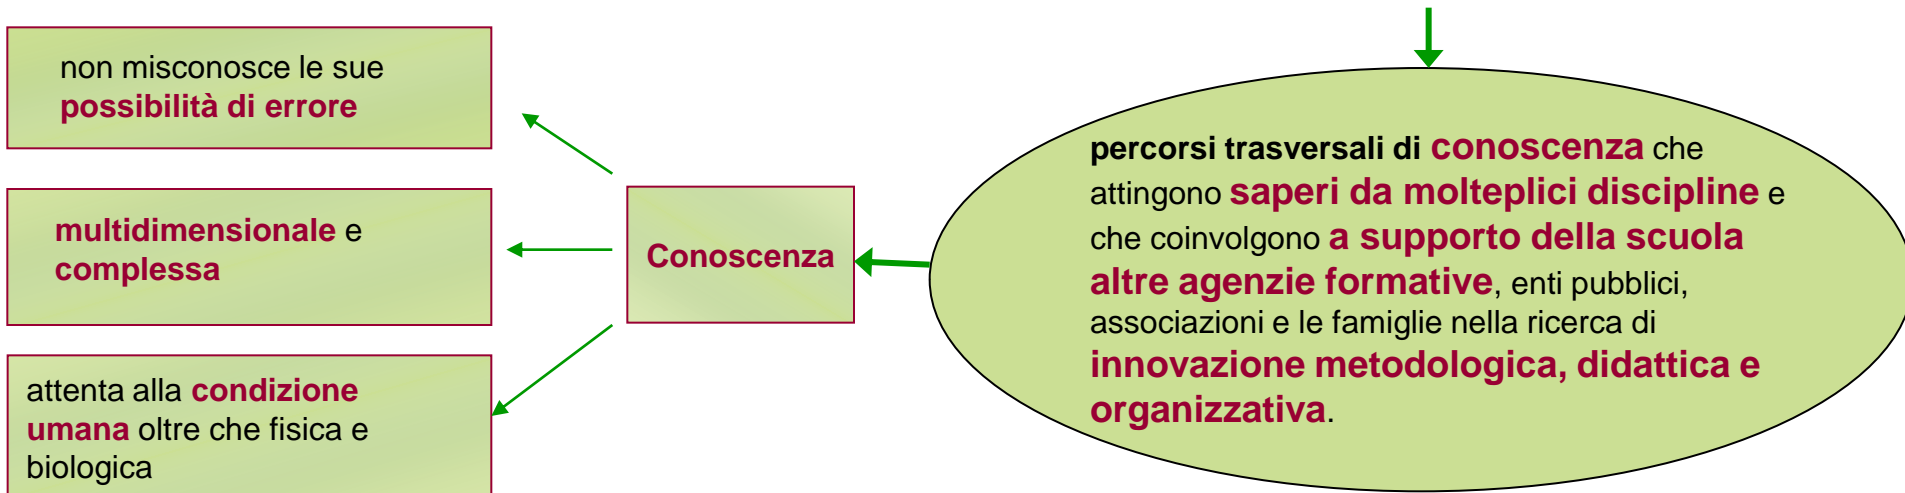 non misconosce le sue
possibilità di errore
multidimensionale e
complessa
attenta alla condizione
umana oltre che fisica e
biologica
Conoscenza
percorsi trasversali di conoscenza che
attingono saperi da molteplici discipline e
che coinvolgono a supporto della scuola
altre agenzie formative, enti pubblici,
associazioni e le famiglie nella ricerca di
innovazione metodologica, didattica e
organizzativa.